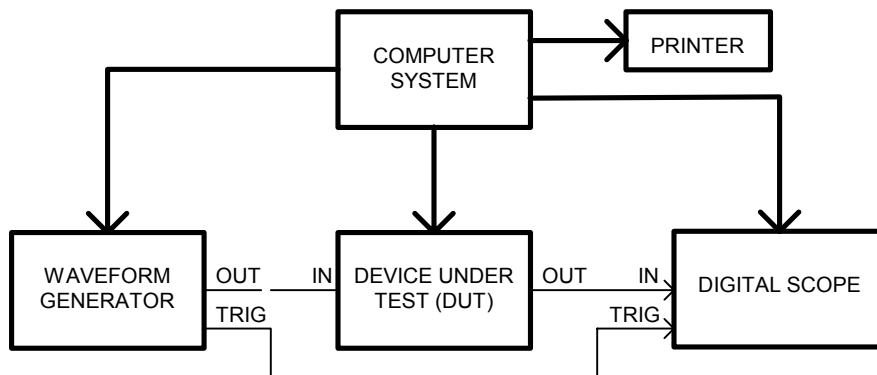 COMPUTER
SYSTEM
PRINTER
WAVEFORM
GENERATOR
OUT
TRIG
IN
DEVICE UNDER
TEST (DUT)
OUT
IN
TRIG
DIGITAL SCOPE